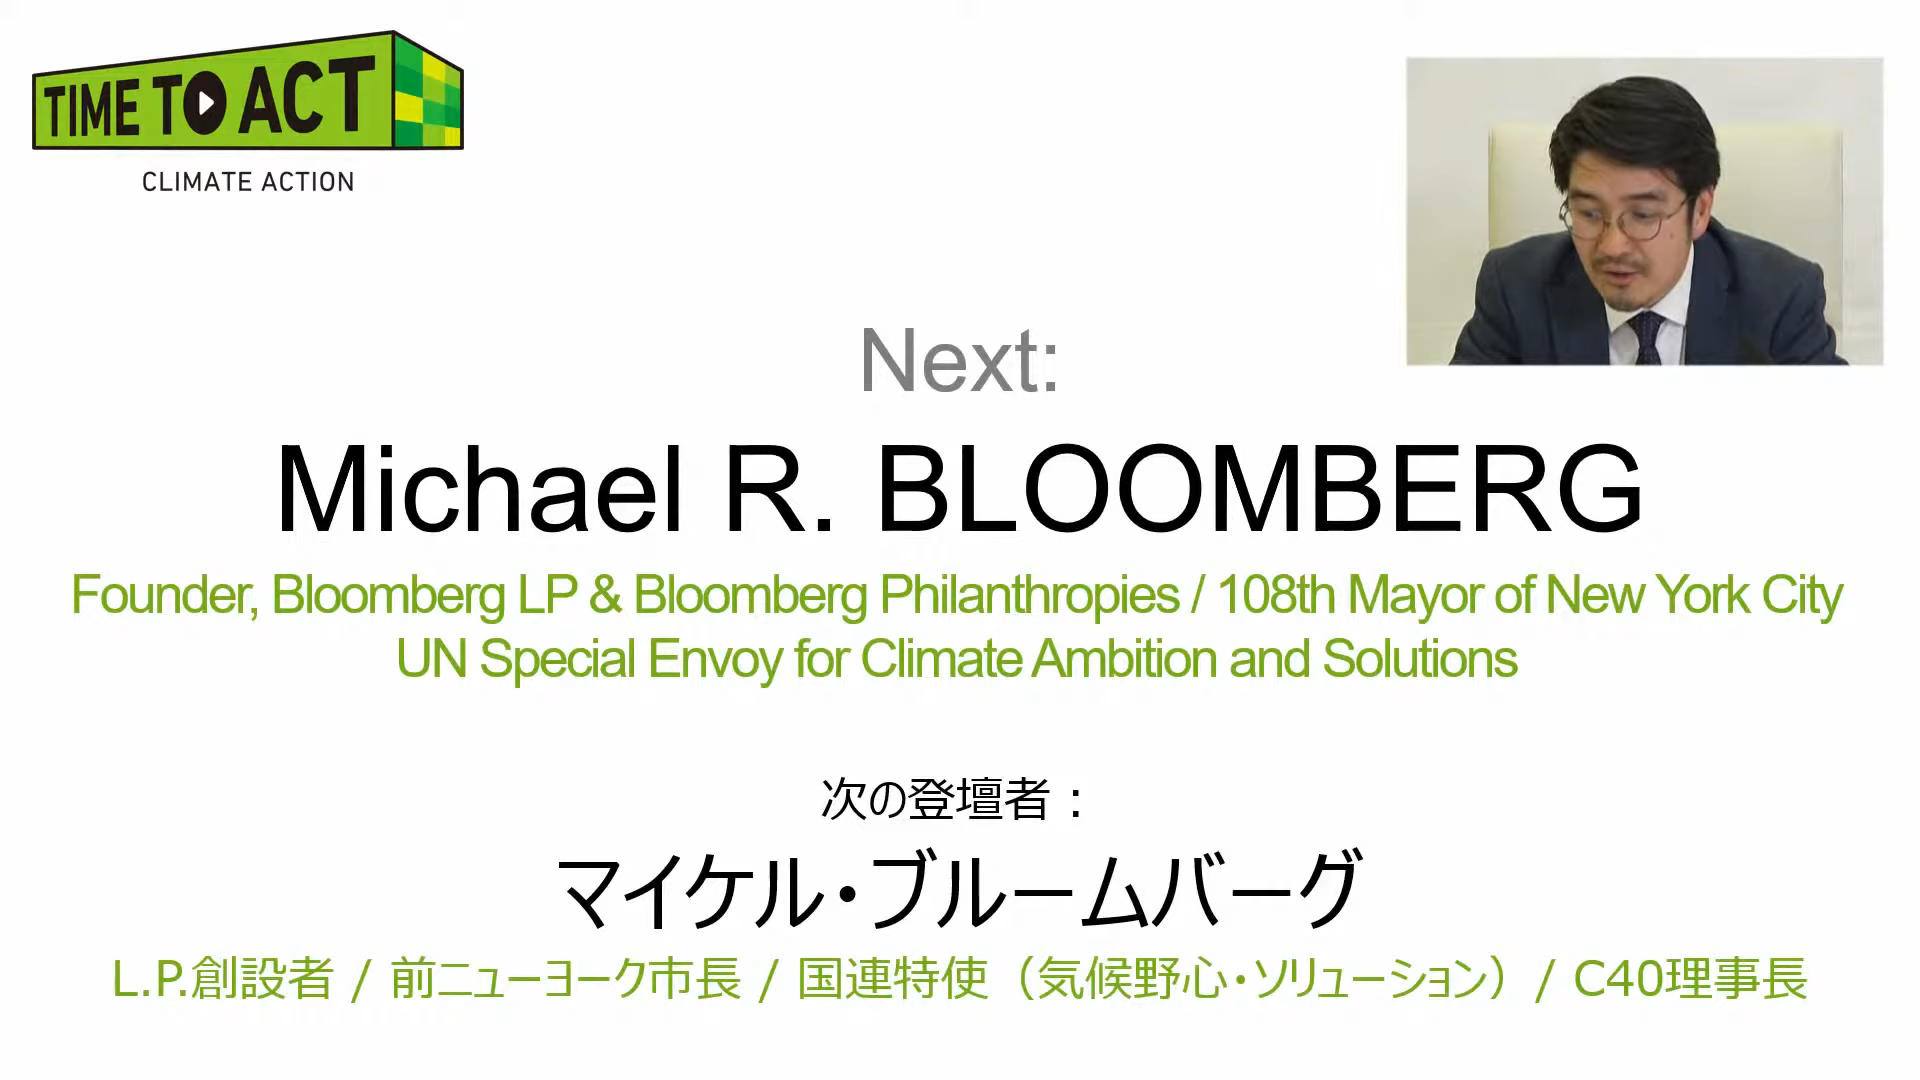 TIME TO ACT
CLIMATE ACTION
Next:
Michael R. BLOOMBERG
Founder, Bloomberg LP & Bloomberg Philanthropies / 108th Mayor of New York City
UN Special Envoy for Climate Ambition and Solutions
次の登壇者：
マイケル・ブルームバーグ
L.P.創設者 / 前ニューヨーク市長 / 国連特使（気候野心・ソリューション）/ C40理事長